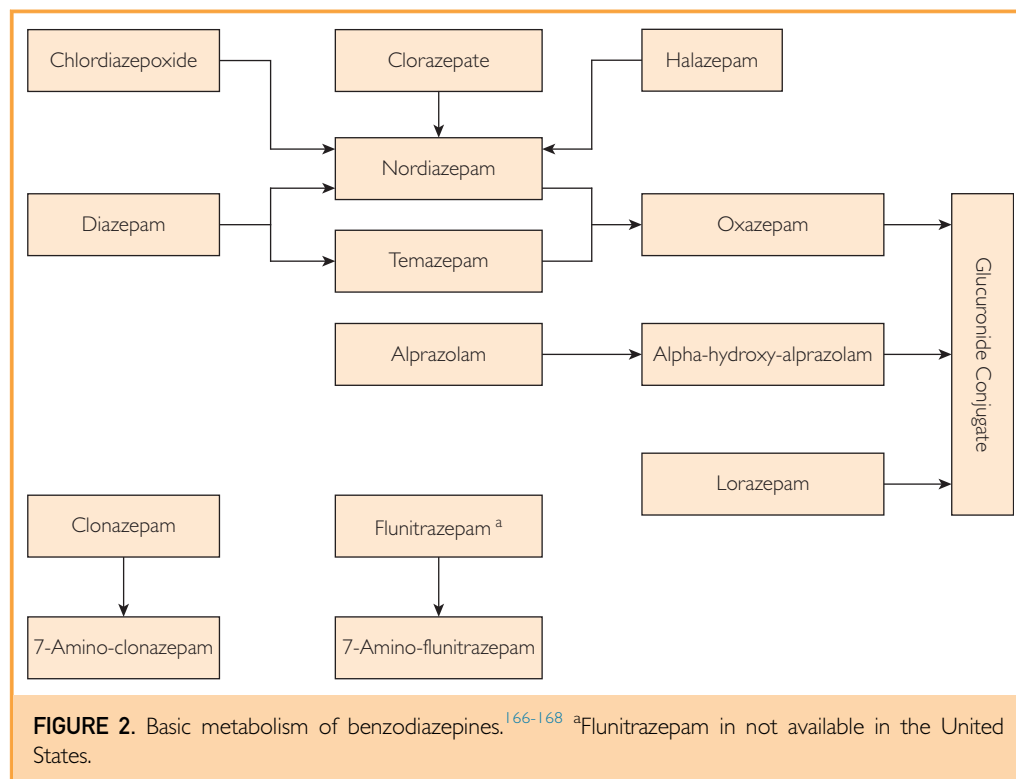 Chlordiazepoxide
Clorazepate
Halazepam
Nordiazepam
Diazepam
Oxazepam
Temazepam
Alprazolam
Alpha-hydroxy-alprazolam
Glucuronide Conjugate
Lorazepam
Clonazepam
Flunitrazepam a
7-Amino-clonazepam
7-Amino-flunitrazepam
FIGURE 2. Basic metabolism of benzodiazepines.166-168 aFlunitrazepam in not available in the United
States.